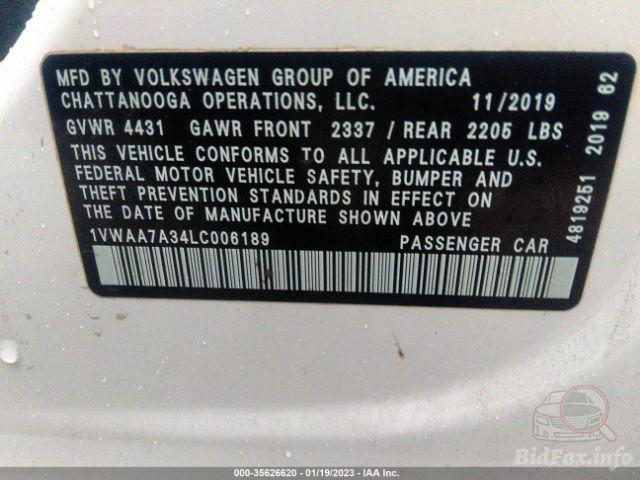 MFD BY VOLKSWAGEN GROUP OF AMERICA
CHATTANOOGA OPERATIONS, LLC. 11/2019
GVWR 4431 GAWR FRONT 2337 / REAR 2205 LBS
THIS VEHICLE CONFORMS TO ALL APPLICABLE U.S.
FEDERAL MOTOR VEHICLE SAFETY, BUMPER AND
THEFT PREVENTION STANDARDS IN EFFECT ON
THE DATE OF MANUFACTURE SHOWN ABOVE
1VWAA7A34LC006189 PASSENGER CAR
4819251 2019 62
BidFax.info
000-35626620 - 01/19/2023 - IAA Inc.